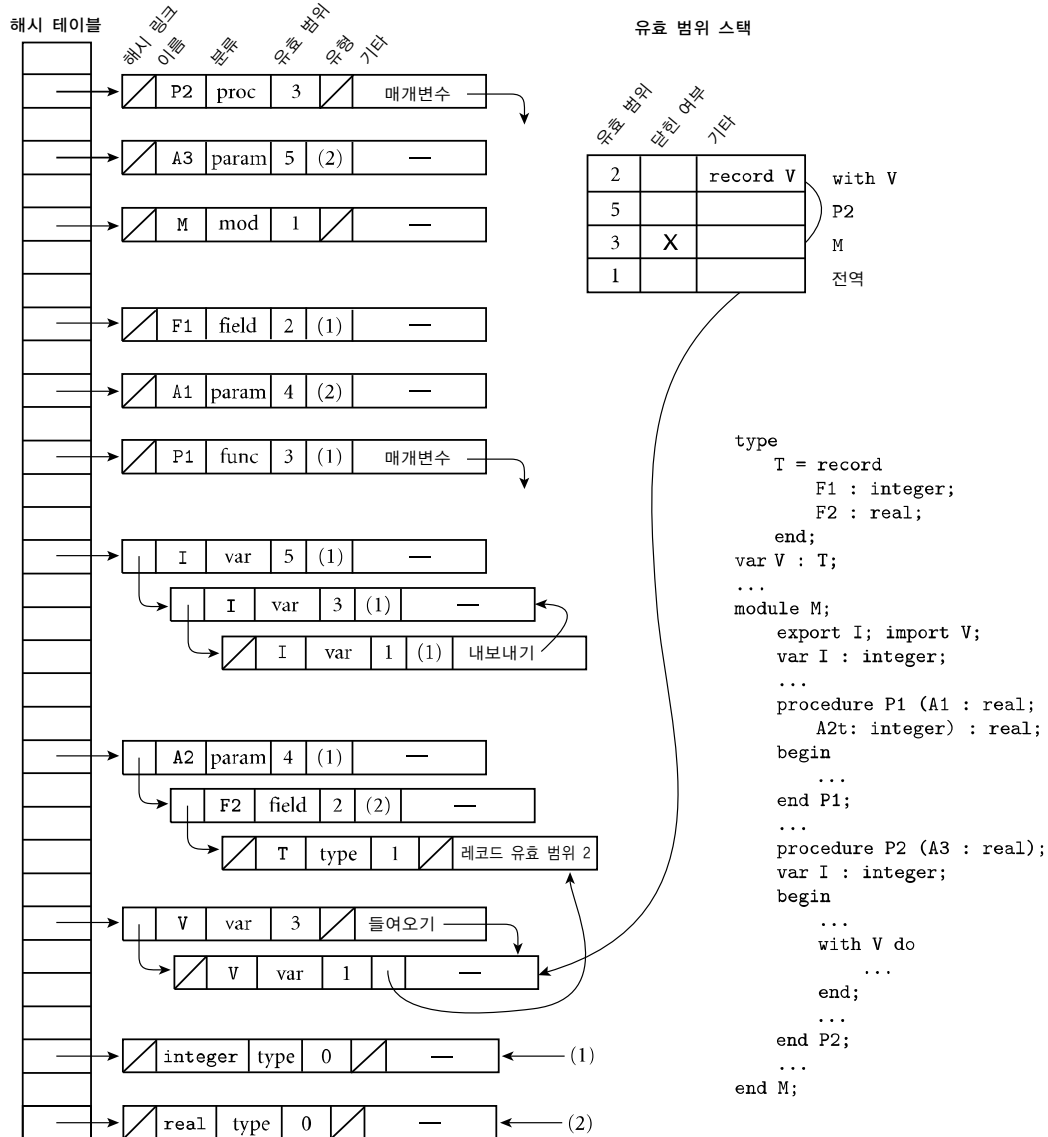 해시 테이블
해시 링크 이름 분류 유효 범위 유형 기타
P2 proc 3 매개변수
A3 param 5 (2) —
M mod 1 —
F1 field 2 (1) —
A1 param 4 (2) —
P1 func 3 (1) 매개변수
I var 5 (1) —
I var 3 (1) —
I var 1 (1) 내보내기
A2 param 4 (1) —
F2 field 2 (2) —
T type 1 레코드 유효 범위 2
V var 3 들여오기
V var 1 —
integer type 0 — (1)
real type 0 — (2)
유효 범위 스택
유효 범위 닫힌 여부 기타
2 record V with V
5 P2
3 X M
1 전역
type
T = record
F1 : integer;
F2 : real;
end;
var V : T;
...
module M;
export I; import V;
var I : integer;
...
procedure P1 (A1 : real;
A2t: integer) : real;
begin
...
end P1;
...
procedure P2 (A3 : real);
var I : integer;
begin
...
with V do
...
end;
...
end P2;
...
end M;